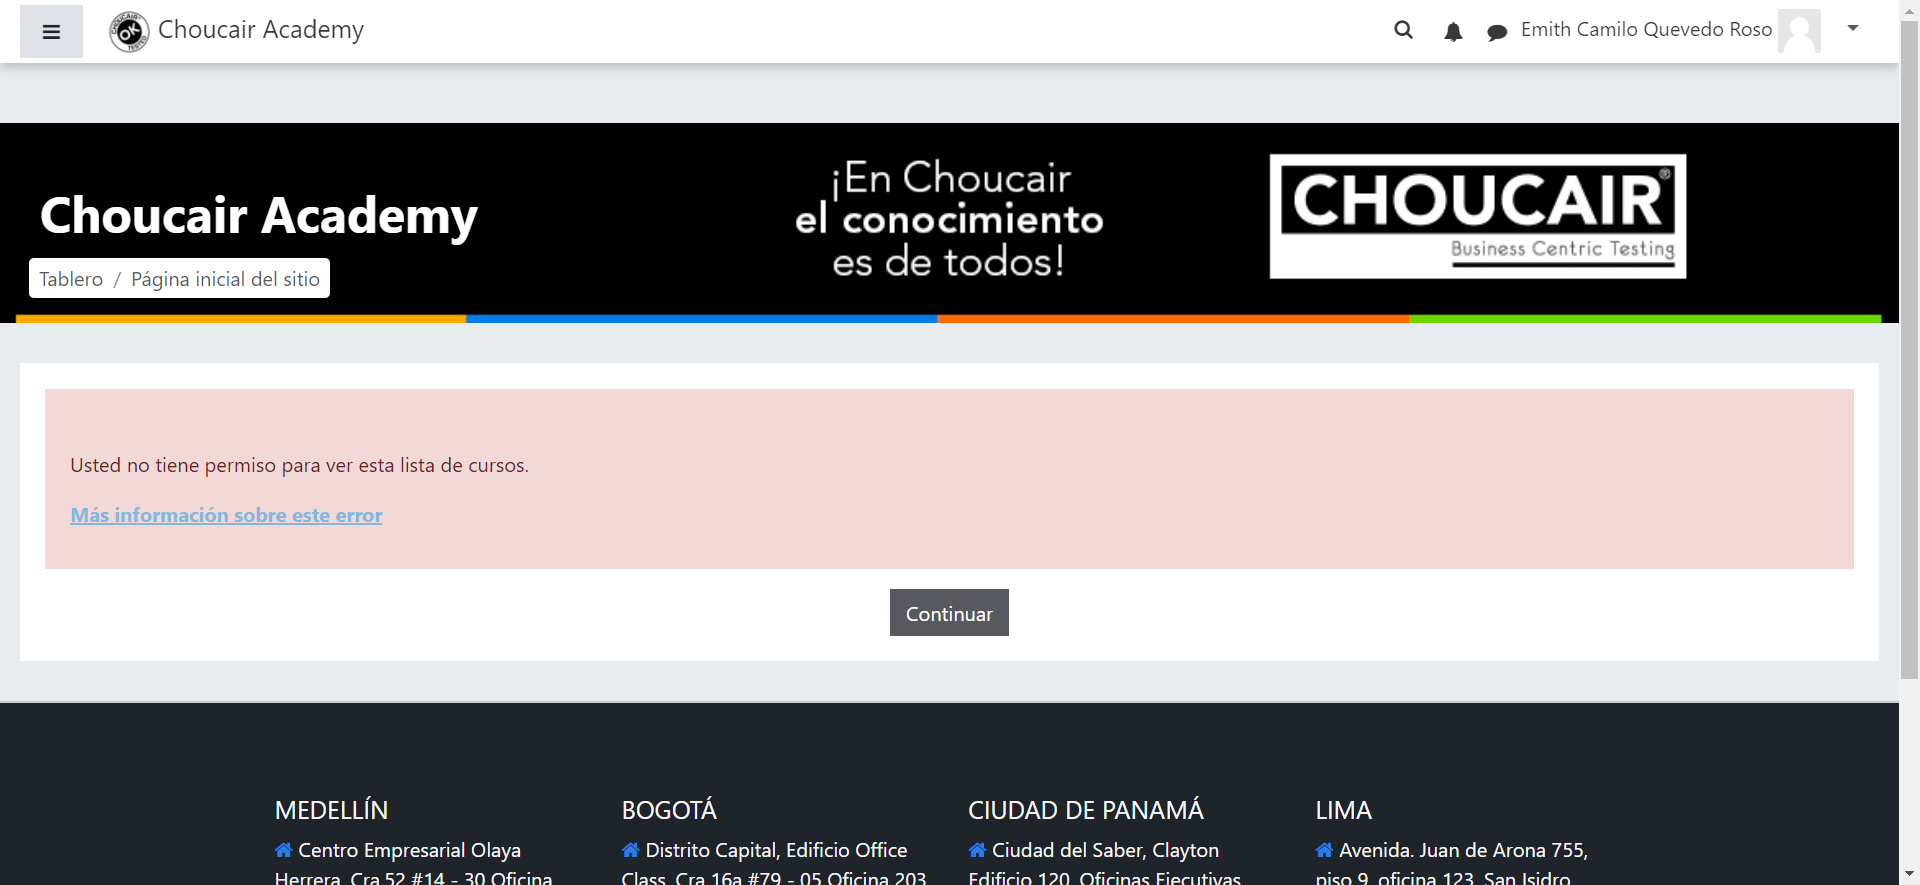 Choucair Academy
Emith Camilo Quevedo Roso
Choucair Academy
Tablero / Página inicial del sitio
¡En Choucair
el conocimiento
es de todos!
CHOUCAIR®
Business Centric Testing
Usted no tiene permiso para ver esta lista de cursos.
Más información sobre este error
Continuar
MEDELLÍN
Centro Empresarial Olaya
Herrera, Cra 52 #14 - 30 Oficina
BOGOTÁ
Distrito Capital, Edificio Office
Class, Cra 16a #79 - 05 Oficina 203
CIUDAD DE PANAMÁ
Ciudad del Saber, Clayton
Edificio 120, Oficinas Ejecutivas
LIMA
Avenida. Juan de Arona 755,
piso 9, oficina 123, San Isidro